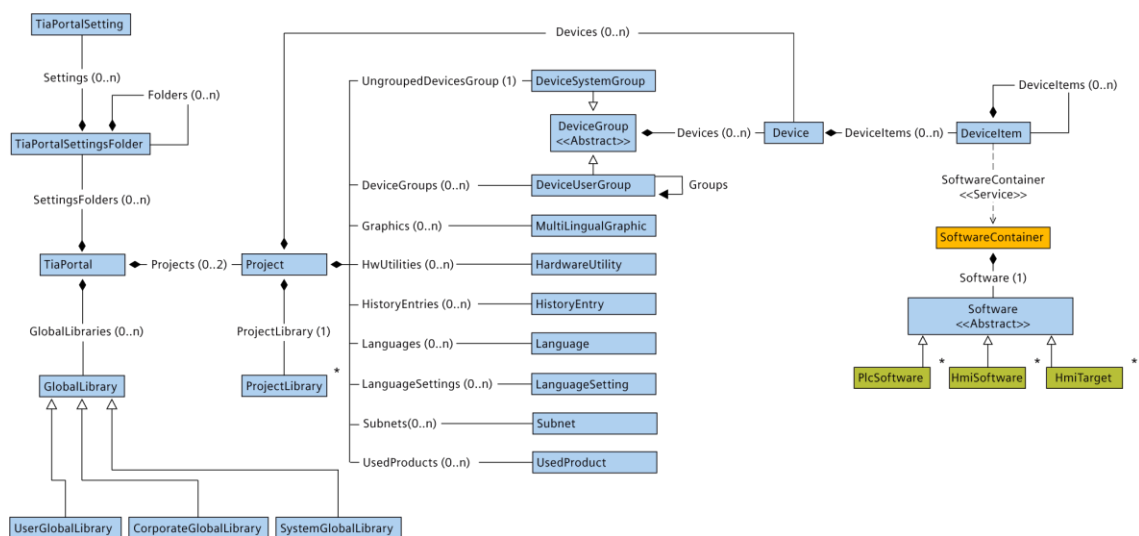 TiaPortalSetting
Devices (0..n)
Settings (0..n)
UngroupedDevicesGroup (1)
DeviceSystemGroup
DeviceItems (0..n)
Folders (0..n)
DeviceGroup
<<Abstract>>
Devices (0..n)
Device
DeviceItems (0..n)
DeviceItem
TiaPortalSettingsFolder
SoftwareContainer
<<Service>>
DeviceGroups (0..n)
DeviceUserGroup
Groups
SettingsFolders (0..n)
Graphics (0..n)
MultiLingualGraphic
SoftwareContainer
TiaPortal
Projects (0..2)
Project
HwUtilities (0..n)
HardwareUtility
Software (1)
HistoryEntries (0..n)
HistoryEntry
Software
<<Abstract>>
GlobalLibraries (0..n)
ProjectLibrary (1)
Languages (0..n)
Language
*
*
*
PlcSoftware
HmiSoftware
HmiTarget
GlobalLibrary
ProjectLibrary
*
LanguageSettings (0..n)
LanguageSetting
Subnets(0..n)
Subnet
UsedProducts (0..n)
UsedProduct
UserGlobalLibrary
CorporateGlobalLibrary
SystemGlobalLibrary